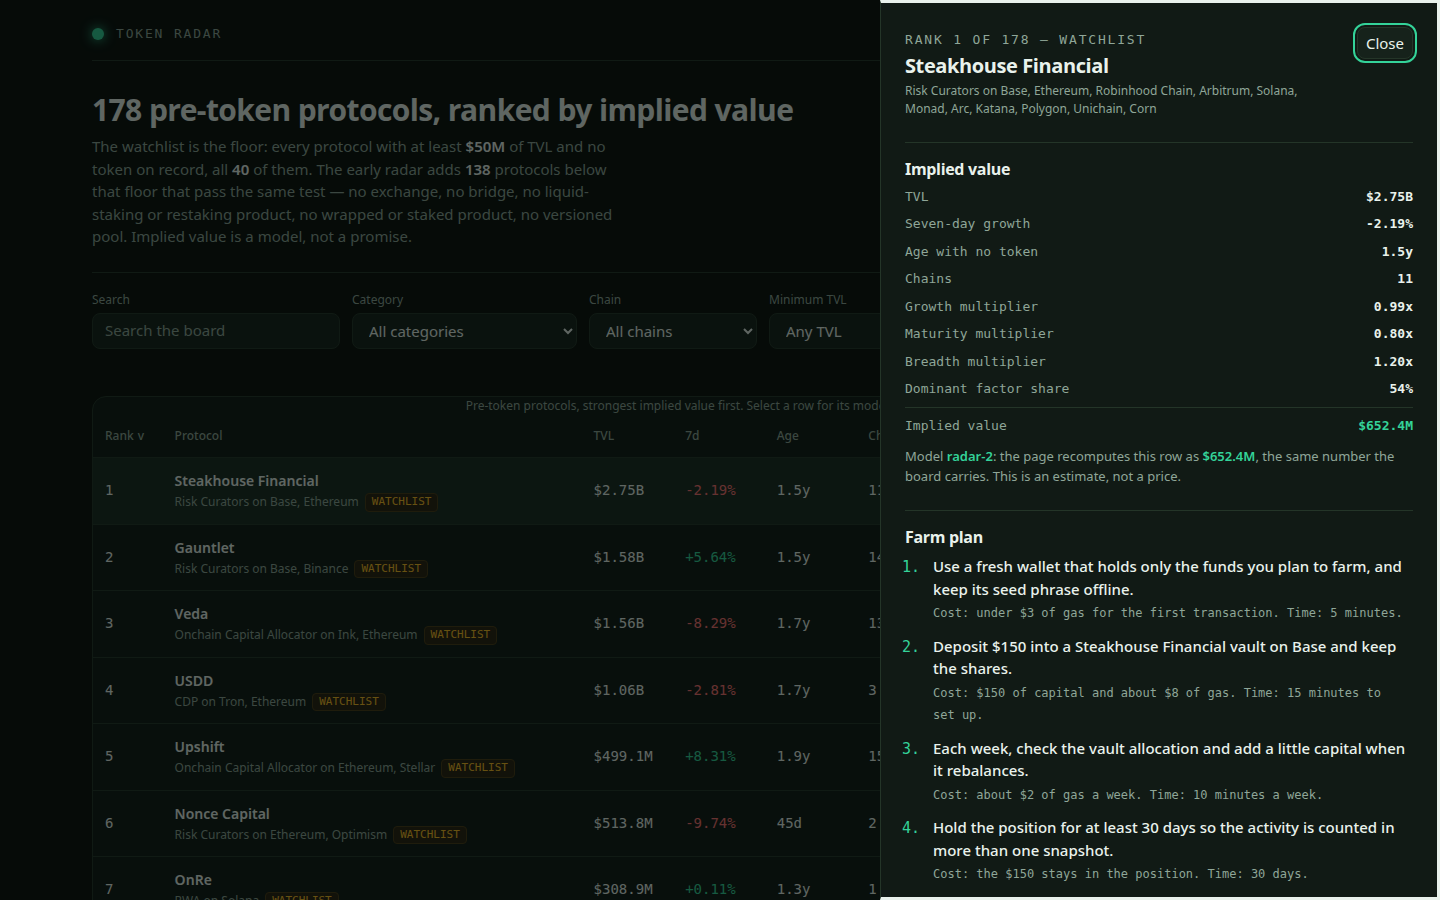 TOKEN RADAR
178 pre-token protocols, ranked by implied value
The watchlist is the floor: every protocol with at least $50M of TVL and no
token on record, all 40 of them. The early radar adds 138 protocols below
that floor that pass the same test — no exchange, no bridge, no liquid-
staking or restaking product, no wrapped or staked product, no versioned
pool. Implied value is a model, not a promise.
Search Category Chain Minimum TVL
Search the board All categories All chains Any TVL
Pre-token protocols, strongest implied value first. Select a row for its mod
Rank v Protocol TVL 7d Age Ch
1 Steakhouse Financial $2.75B -2.19% 1.5y 11
Risk Curators on Base, Ethereum WATCHLIST
2 Gauntlet $1.58B +5.64% 1.5y 14
Risk Curators on Base, Binance WATCHLIST
3 Veda $1.56B -8.29% 1.7y 13
Onchain Capital Allocator on Ink, Ethereum WATCHLIST
4 USDD $1.06B -2.81% 1.7y 3
CDP on Tron, Ethereum WATCHLIST
5 Upshift $499.1M +8.31% 1.9y 15
Onchain Capital Allocator on Ethereum, Stellar WATCHLIST
6 Nonce Capital $513.8M -9.74% 45d 2
Risk Curators on Ethereum, Optimism WATCHLIST
7 OnRe $308.9M +0.11% 1.3y 1
RWA on Solana WATCHLIST
RANK 1 OF 178 — WATCHLIST
Close
Steakhouse Financial
Risk Curators on Base, Ethereum, Robinhood Chain, Arbitrum, Solana,
Monad, Arc, Katana, Polygon, Unichain, Corn
Implied value
TVL $2.75B
Seven-day growth -2.19%
Age with no token 1.5y
Chains 11
Growth multiplier 0.99x
Maturity multiplier 0.80x
Breadth multiplier 1.20x
Dominant factor share 54%
Implied value $652.4M
Model radar-2: the page recomputes this row as $652.4M, the same number the
board carries. This is an estimate, not a price.
Farm plan
1. Use a fresh wallet that holds only the funds you plan to farm, and
keep its seed phrase offline.
Cost: under $3 of gas for the first transaction. Time: 5 minutes.
2. Deposit $150 into a Steakhouse Financial vault on Base and keep
the shares.
Cost: $150 of capital and about $8 of gas. Time: 15 minutes to
set up.
3. Each week, check the vault allocation and add a little capital when
it rebalances.
Cost: about $2 of gas a week. Time: 10 minutes a week.
4. Hold the position for at least 30 days so the activity is counted in
more than one snapshot.
Cost: the $150 stays in the position. Time: 30 days.